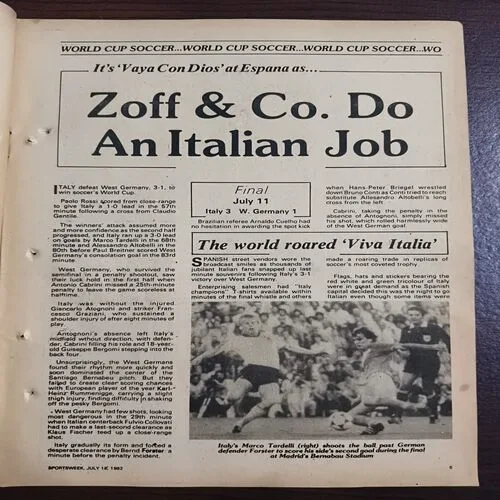 WORLD CUP SOCCER...WORLD CUP SOCCER...WORLD CUP SOCCER...WO
It's 'Vaya Con Dios' at Espana as...
Zoff & Co. Do
An Italian Job
ITALY defeat West Germany, 3-1, to
win soccer's World Cup.
Paolo Rossi scored from close-range
to give Italy a 1-0 lead in the 57th
minute following a cross from Claudio
Gentile.
The winners' attack assumed more
and more confidence as the second half
progressed, and Italy ran up a 3-0 lead
on goals by Marco Tardelli in the 68th
minute and Alessandro Altobelli in the
80th before Paul Breitner scored West
Germany's consolation goal in the 83rd
minute.
West Germany, who survived the
semifinal in a penalty shootout, saw
their luck hold in the first half when
Antonio Cabrini missed a 25th-minute
penalty to leave the game scoreless at
halftime.
Italy was without the injured
Giancarlo Atognoni and striker Fran-
cesco Graziani, who sustained a
shoulder injury of after eight minutes of
play.
Antognoni's absence left Italy's
midfield without direction, with defen-
der, Cabrini filling his role and 18-year-
old Guiseppe Bergomi stepping into the
back four.
Unsurprisingly, the West Germans
found their rhythm more quickly and
soon dominated the center of the
Santiago Bernabeu pitch. But they
failed to create clear scoring chances
with European player of the year Karl-
Heinz Rummenigge, carrying a slight
thigh injury, finding difficulty in shaking
off the pesky Bergomi.
West Germany had few shots, looking
most dangerous in the 29th minute
when Italian centerback Fulvio Collovati
had to make a last-second clearance as
Klaus Fischer teed up a close-range
shot.
Italy gradually its form and forced a
desperate clearance by Bernd Forster a
minute before the penalty incident.
Final
July 11
Italy 3 W. Germany 1
Brazilian referee Arnaldo Cuelho had
no hesitation in awarding the spot kick
when Hans-Peter Briegel wrestled
down Bruno Conti as Conti tried to reach
substitute. Allesandro Altobelli's long
cross from the left
Cabrini, taking the penalty in the
absence of Antognoni, simply missed
his shot, which rolled harmlessly wide
of the West German goal
The world roared 'Viva Italia'
SPANISH street vendors wore the
broadcast smiles as thousands of
jubilant Italian fans snapped up last
minute souvenirs following Italy's 3-1
victory over West Germany.
Enterprising salesmen had "Italy
champions" T-shirts available within
minutes of the final whistle and others
made a roaring trade in replicas of
soccer's most coveted trophy
Flags, hats and stickers bearing the
red white and green tricolour of Italy
were in great demand as the Spanish
capital decided this was the night to go
Italian even though some items were
Italy's Marco Tardelli (right) shoots the ball past German
defender Forster to score his side's second goal during the final
at Madrid's Bernabau Stadium
SPORTSWEEK, JULY 1982